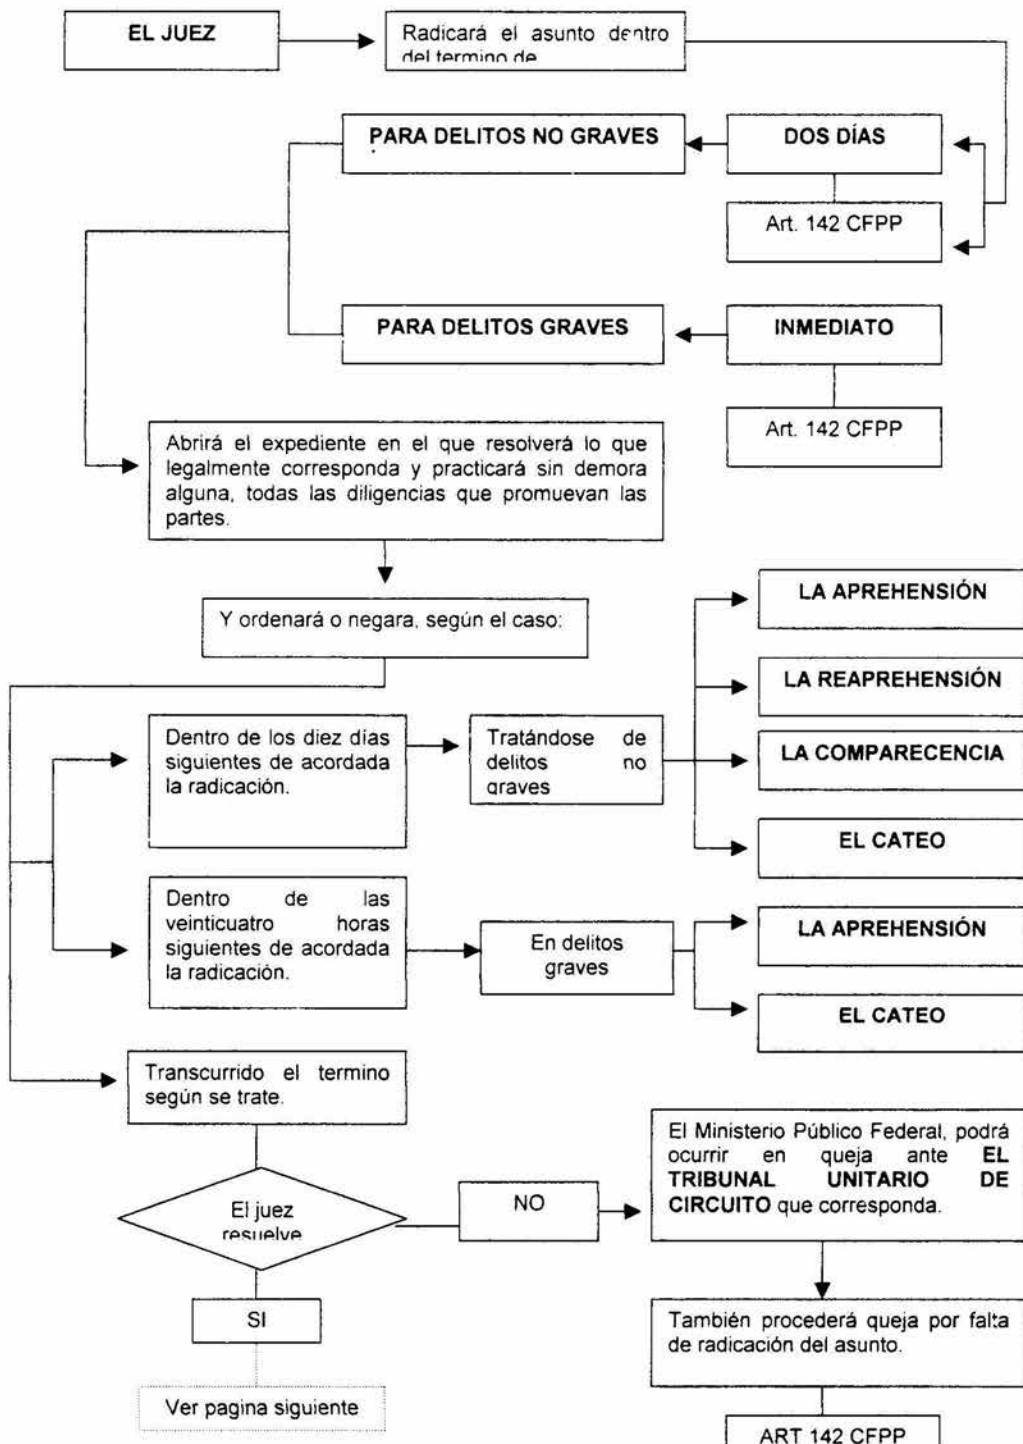 EL JUEZ
Radicará el asunto dentro
del termino de
PARA DELITOS NO GRAVES
DOS DÍAS
Art. 142 CFPP
PARA DELITOS GRAVES
INMEDIATO
Art. 142 CFPP
Abrirá el expediente en el que resolverá lo que
legalmente corresponda y practicará sin demora
alguna, todas las diligencias que promuevan las
partes.
Y ordenará o negara, según el caso:
Dentro de los diez días
siguientes de acordada
la radicación.
Tratándose de
delitos no
graves
LA APREHENSIÓN
LA REAPREHENSIÓN
LA COMPARECENCIA
EL CATEO
Dentro de las
veinticuatro horas
siguientes de acordada
la radicación.
En delitos
graves
LA APREHENSIÓN
EL CATEO
Transcurrido el termino
según se trate.
El juez
resuelve
NO
El Ministerio Público Federal, podrá
ocurrir en queja ante EL
TRIBUNAL UNITARIO DE
CIRCUITO que corresponda.
SI
También procederá queja por falta
de radicación del asunto.
Ver pagina siguiente
ART 142 CFPP